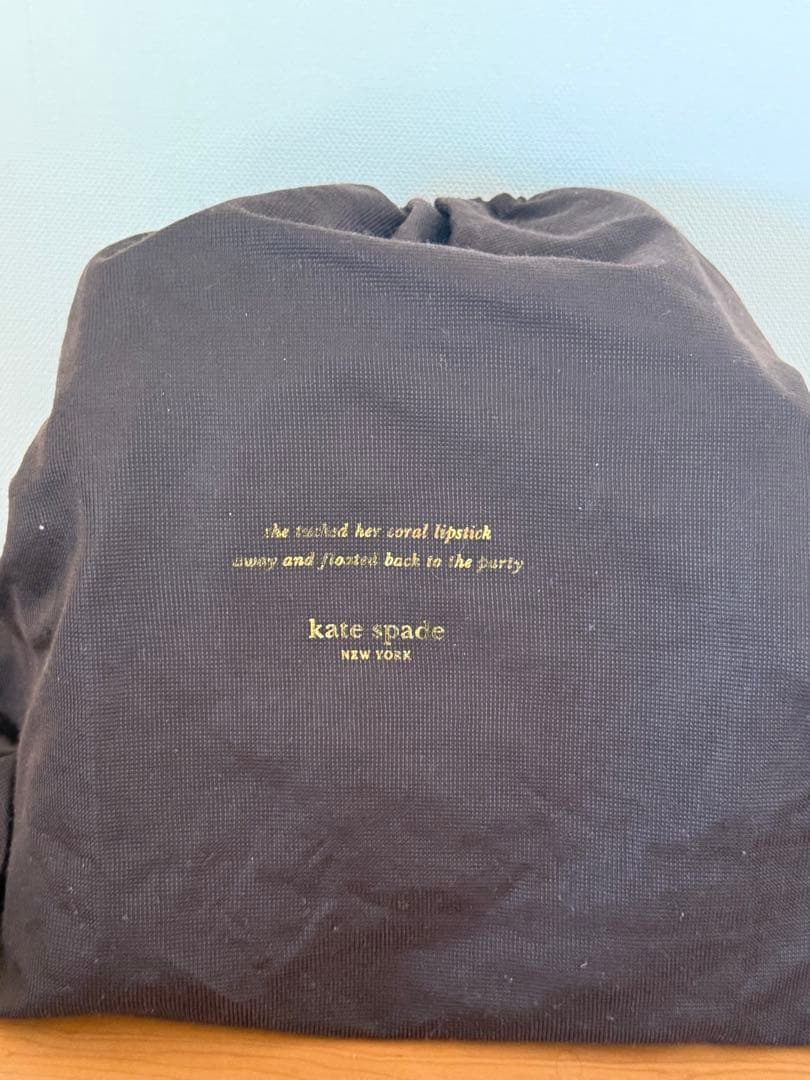 she tucked her coral lipstick
away and floated back to the party
kate spade
NEW YORK